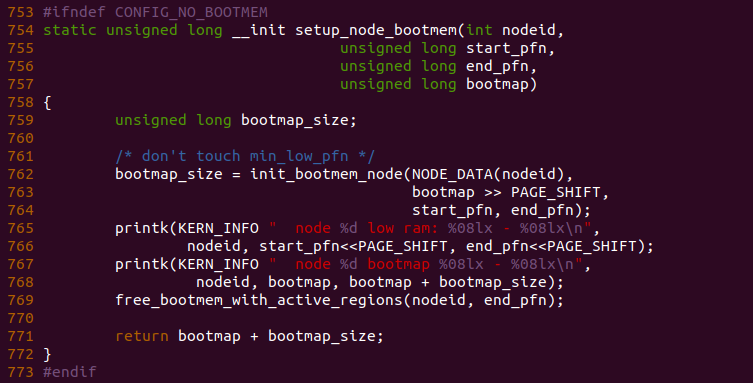 753 #ifndef CONFIG_NO_BOOTMEM
754 static unsigned long __init setup_node_bootmem(int nodeid,
755                                  unsigned long start_pfn,
756                                  unsigned long end_pfn,
757                                  unsigned long bootmap)
758 {
759         unsigned long bootmap_size;
760
761         /* don't touch min_low_pfn */
762         bootmap_size = init_bootmem_node(NODE_DATA(nodeid),
763                                          bootmap >> PAGE_SHIFT,
764                                          start_pfn, end_pfn);
765         printk(KERN_INFO "  node %d low ram: %08lx - %08lx\n",
766                 nodeid, start_pfn<<PAGE_SHIFT, end_pfn<<PAGE_SHIFT);
767         printk(KERN_INFO "  node %d bootmap %08lx - %08lx\n",
768                  nodeid, bootmap, bootmap + bootmap_size);
769         free_bootmem_with_active_regions(nodeid, end_pfn);
770
771         return bootmap + bootmap_size;
772 }
773 #endif